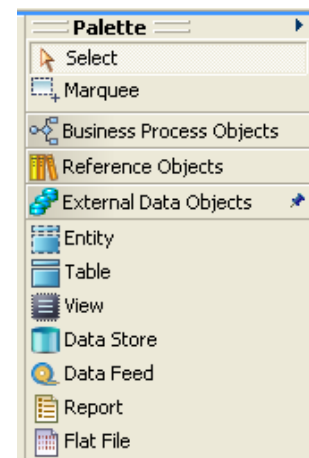 Palette
Select
Marquee
Business Process Objects
Reference Objects
External Data Objects
Entity
Table
View
Data Store
Data Feed
Report
Flat File